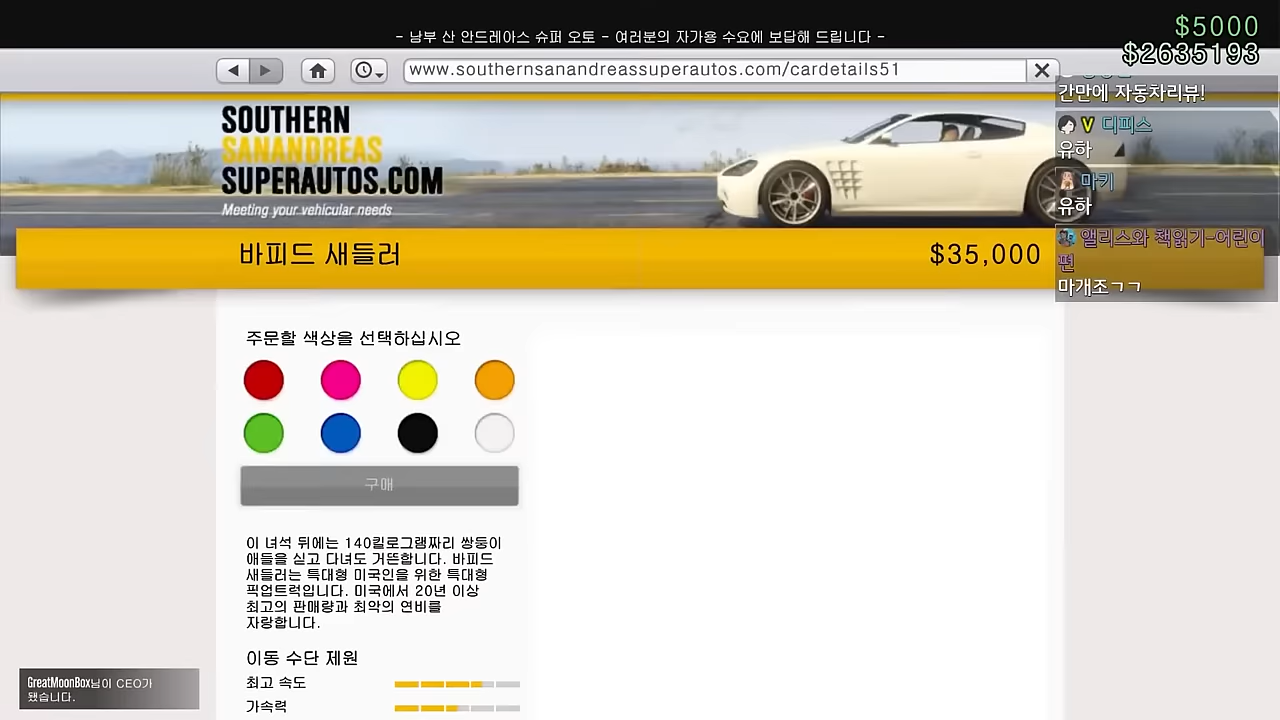 - 남부 산 안드레아스 슈퍼 오토 - 여러분의 자가용 수요에 보답해 드립니다 -
$5000
$2635193
www.southernsanandreassuperautos.com/cardetails51
간만에 자동차리뷰!
SOUTHERN
SANANDREAS
SUPERAUTOS.COM
Meeting your vehicular needs
V 디피스
유하
마키
유하
앨리스와 책읽기-어린이
편
마개조ㄱㄱ
바피드 새들러
$35,000
주문할 색상을 선택하십시오
구매
이 녀석 뒤에는 140킬로그램짜리 쌍둥이
애들을 싣고 다녀도 거뜬합니다. 바피드
새들러는 특대형 미국인을 위한 특대형
픽업트럭입니다. 미국에서 20년 이상
최고의 판매량과 최악의 연비를
자랑합니다.
이동 수단 제원
최고 속도
가속력
GreatMoonBox님이 CEO가
됐습니다.